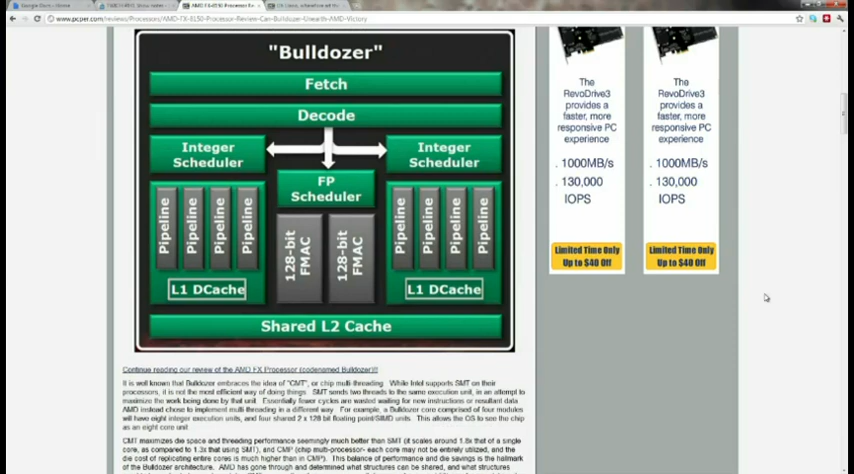 AMD FX-8150 Processor R
www.pcper.com/reviews/Processors/AMD-FX-8150-Processor-Review-Can-Bulldozer-Unearth-AMD-Victory
"Bulldozer"
Fetch
Decode
Integer
Scheduler
FP
Scheduler
Integer
Scheduler
Pipeline
Pipeline
Pipeline
Pipeline
L1 DCache
128-bit
FMAC
128-bit
FMAC
Pipeline
Pipeline
Pipeline
Pipeline
L1 DCache
Shared L2 Cache
The
RevoDrive3
provides a
faster, more
responsive PC
experience
. 1000MB/s
. 130,000
IOPS
Limited Time Only
Up to $40 Off
The
RevoDrive3
provides a
faster, more
responsive PC
experience
. 1000MB/s
. 130,000
IOPS
Limited Time Only
Up to $40 Off
Continue reading our review of the AMD FX Processor (codenamed Bulldozer)!!
It is well known that Bulldozer embraces the idea of "CMT", or chip multi-threading. While Intel supports SMT on their
processors, it is not the most efficient way of doing things. SMT sends two threads to the same execution unit, in an attempt to
maximize the work being done by that unit. Essentially fewer cycles are wasted waiting for new instructions or resultant data.
AMD instead chose to implement multi-threading in a different way. For example, a Bulldozer core comprised of four modules
will have eight integer execution units, and four shared 2 x 128 bit floating point/SIMD units. This allows the OS to see the chip
as an eight core unit.
CMT maximizes die space and threading performance seemingly much better than SMT (it scales around 1.8x that of a single
core, as compared to 1.3x that using SMT), and CMP (chip multi-processor- each core may not be entirely utilized, and the
die cost of replicating entire cores is much higher than in CMP). This balance of performance and die savings is the hallmark
of the Bulldozer architecture. AMD has gone through and determined what structures can be shared, and what structures